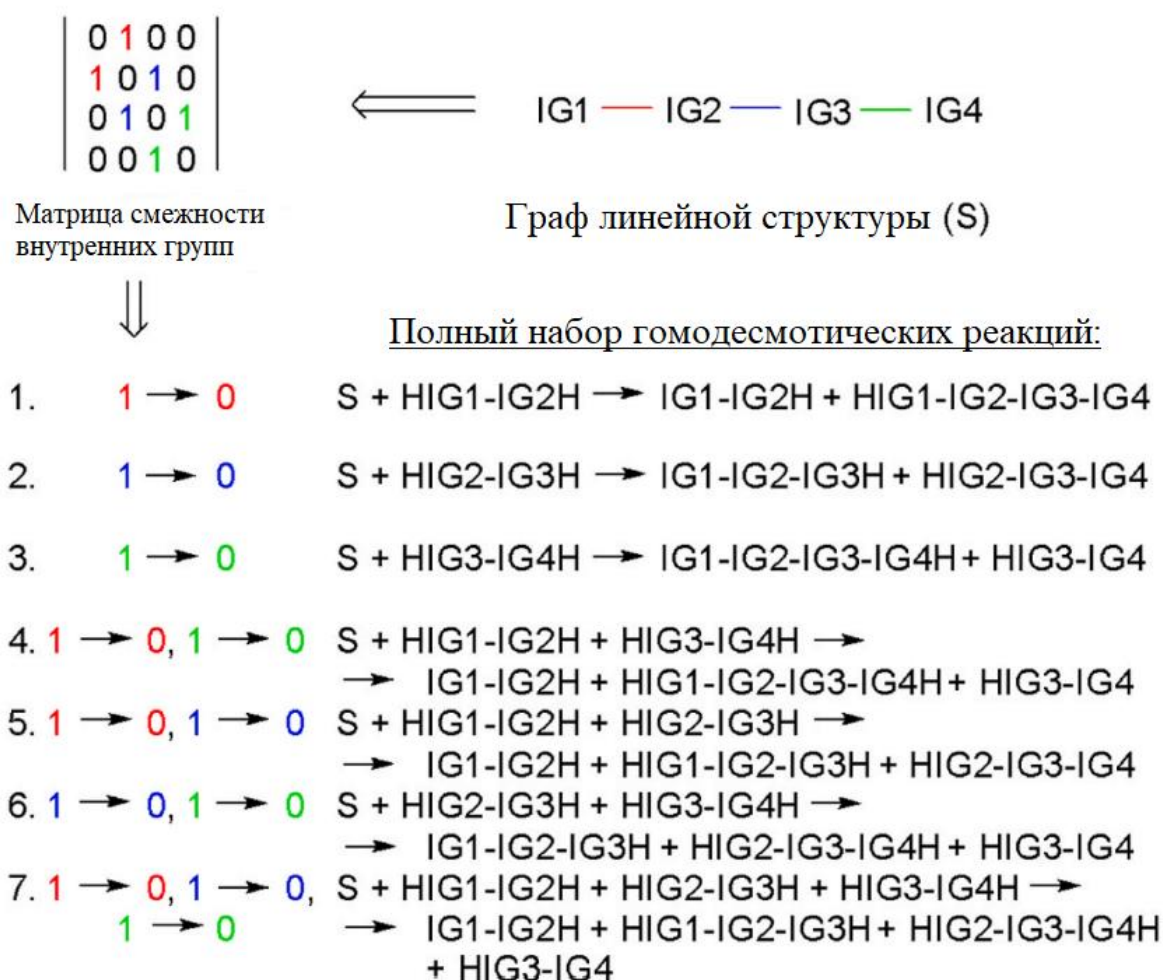 0 1 0 0
1 0 1 0
0 1 0 1
0 0 1 0
IG1 — IG2 — IG3 — IG4
Матрица смежности
внутренних групп
Граф линейной структуры (S)
Полный набор гомодесмотических реакций:
1. 1 → 0 S + HIG1-IG2H → IG1-IG2H + HIG1-IG2-IG3-IG4
2. 1 → 0 S + HIG2-IG3H → IG1-IG2-IG3H + HIG2-IG3-IG4
3. 1 → 0 S + HIG3-IG4H → IG1-IG2-IG3-IG4H + HIG3-IG4
4. 1 → 0, 1 → 0 S + HIG1-IG2H + HIG3-IG4H →
→ IG1-IG2H + HIG1-IG2-IG3-IG4H + HIG3-IG4
5. 1 → 0, 1 → 0 S + HIG1-IG2H + HIG2-IG3H →
→ IG1-IG2H + HIG1-IG2-IG3H + HIG2-IG3-IG4
6. 1 → 0, 1 → 0 S + HIG2-IG3H + HIG3-IG4H →
→ IG1-IG2-IG3H + HIG2-IG3-IG4H + HIG3-IG4
7. 1 → 0, 1 → 0, S + HIG1-IG2H + HIG2-IG3H + HIG3-IG4H →
1 → 0 → IG1-IG2H + HIG1-IG2-IG3H + HIG2-IG3-IG4H
+ HIG3-IG4